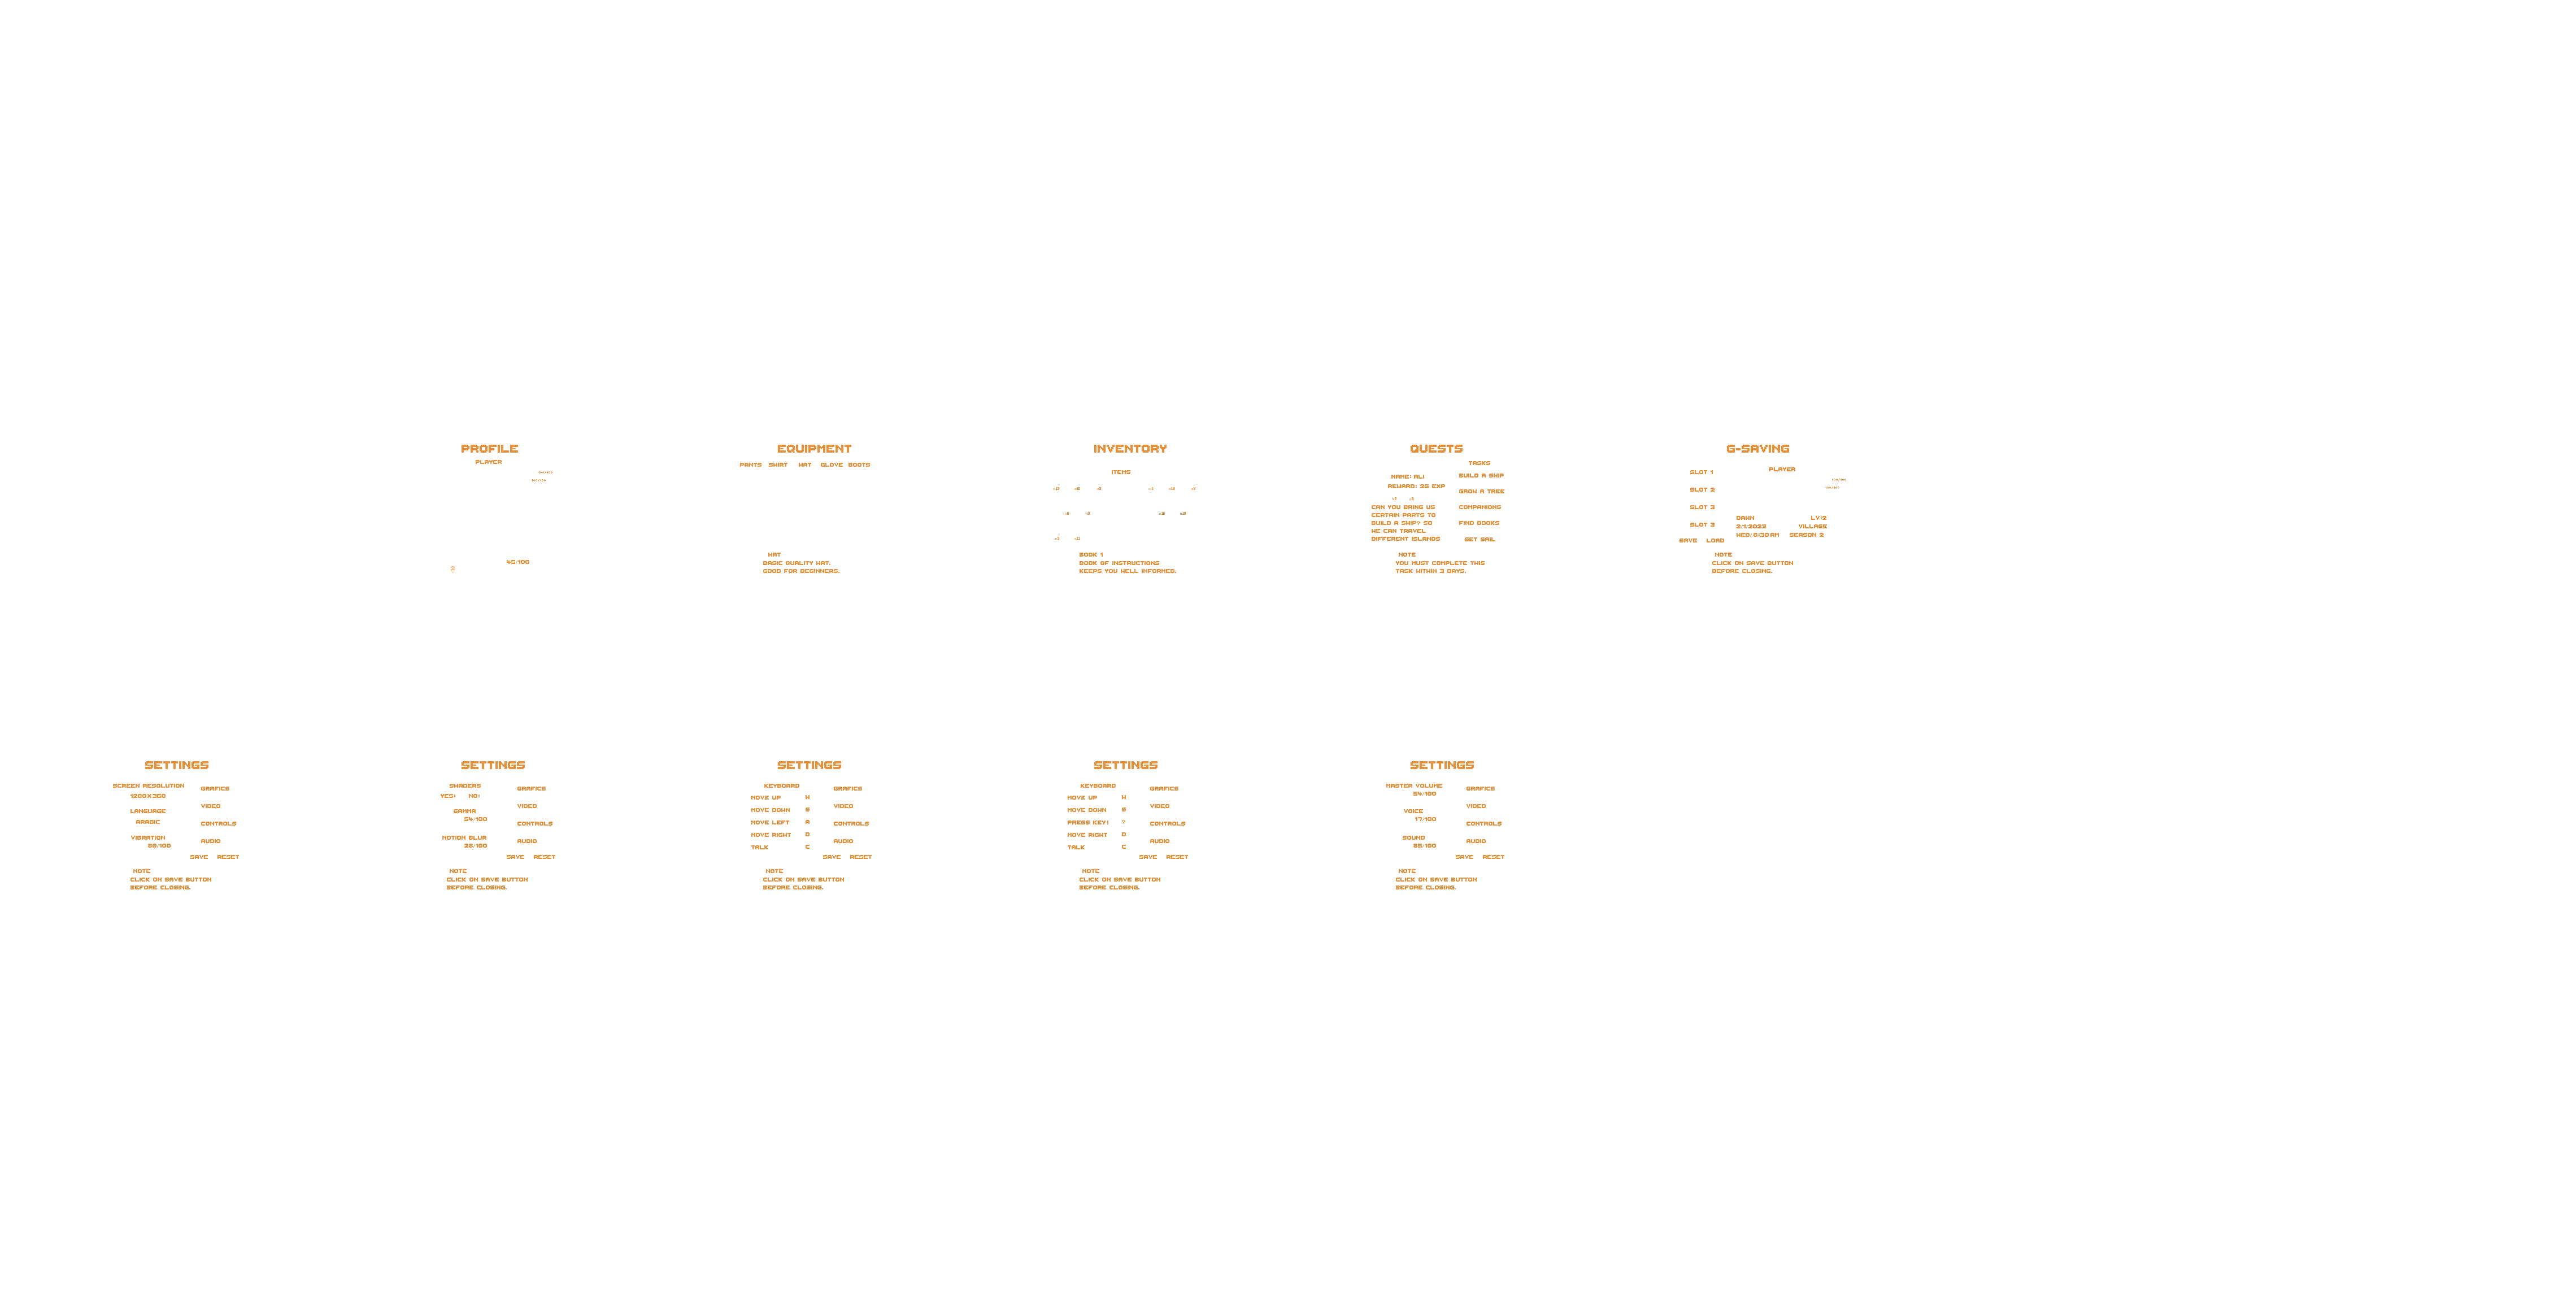 PROFILE
PLAYER
45/100
EQUIPMENT
PANTS SHIRT HAT GLOVE BOOTS
HAT
BASIC QUALITY HAT.
GOOD FOR BEGINNERS.
INVENTORY
ITEMS
BOOK 1
BOOK OF INSTRUCTIONS
KEEPS YOU WELL INFORMED.
QUESTS
TASKS
NAME: ALI
REWARD: 25 EXP
CAN YOU BRING US
CERTAIN PARTS TO
BUILD A SHIP? SO
WE CAN TRAVEL
DIFFERENT ISLANDS
BUILD A SHIP
GROW A TREE
COMPANIONS
FIND BOOKS
SET SAIL
NOTE
YOU MUST COMPLETE THIS
TASK WITHIN 3 DAYS.
G-SAVING
PLAYER
SLOT 1
SLOT 2
SLOT 3
SLOT 3
SAVE LOAD
DAWN LV:3
2/1/2023 VILLAGE
WED/ 8:30 AM SEASON 2
NOTE
CLICK ON SAVE BUTTON
BEFORE CLOSING.
SETTINGS
SCREEN RESOLUTION
1280X360
LANGUAGE
ARABIC
VIBRATION
80/100
GRAFICS
VIDEO
CONTROLS
AUDIO
SAVE RESET
NOTE
CLICK ON SAVE BUTTON
BEFORE CLOSING.
SETTINGS
SHADERS
YES: NO:
GAMMA
54/100
MOTION BLUR
28/100
GRAFICS
VIDEO
CONTROLS
AUDIO
SAVE RESET
NOTE
CLICK ON SAVE BUTTON
BEFORE CLOSING.
SETTINGS
KEYBOARD
MOVE UP W
MOVE DOWN S
MOVE LEFT A
MOVE RIGHT D
TALK C
GRAFICS
VIDEO
CONTROLS
AUDIO
SAVE RESET
NOTE
CLICK ON SAVE BUTTON
BEFORE CLOSING.
SETTINGS
KEYBOARD
MOVE UP W
MOVE DOWN S
PRESS KEY! ?
MOVE RIGHT D
TALK C
GRAFICS
VIDEO
CONTROLS
AUDIO
SAVE RESET
NOTE
CLICK ON SAVE BUTTON
BEFORE CLOSING.
SETTINGS
MASTER VOLUME
54/100
VOICE
17/100
SOUND
85/100
GRAFICS
VIDEO
CONTROLS
AUDIO
SAVE RESET
NOTE
CLICK ON SAVE BUTTON
BEFORE CLOSING.